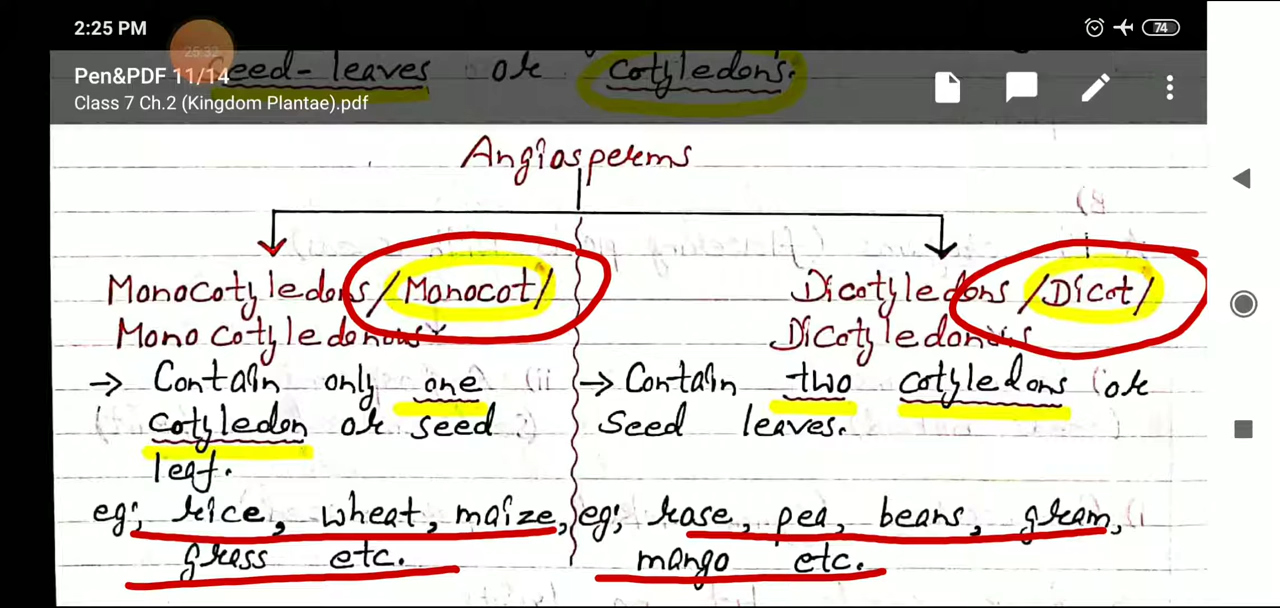 2:25 PM
74
25:32
Seed-leaves or cotyledons.
Pen&PDF 11/14
Class 7 Ch.2 (Kingdom Plantae).pdf
Angiosperms
Monocotyledons/Monocot/
Monocotyledonous
→ Contain only one
cotyledon or seed
leaf.
eg; rice, wheat, maize,
grass etc.
Dicotyledons/Dicot/
Dicotyledonous
→ Contain two cotyledons or
Seed leaves.
eg; rose, pea, beans, gram,
mango etc.